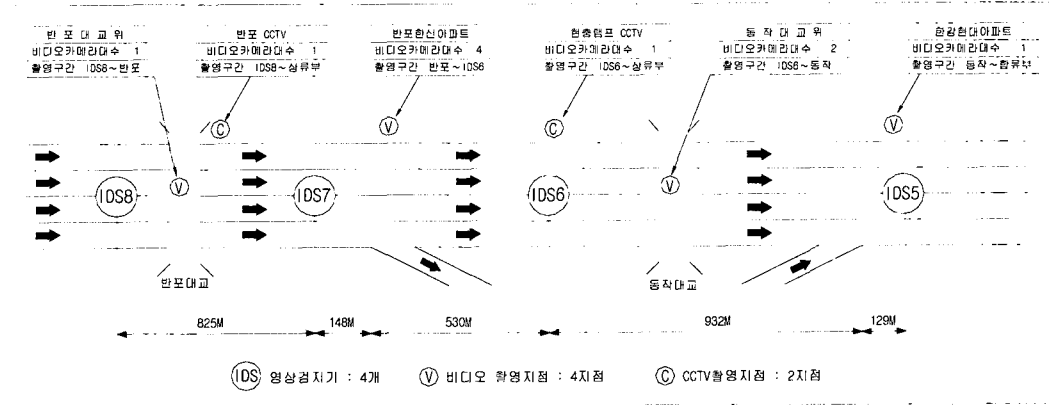 반 포 대 교 위
비디오카메라대수 1
촬영구간 IDS6~반포
반포 CCTV
비디오카메라대수 1
촬영구간 IDS8~상류부
반포한신아파트
비디오카메라대수 4
촬영구간 반포~IDS6
현충램프 CCTV
비디오카메라대수 1
촬영구간 IDS6~상류부
동 작 대 교 위
비디오카메라대수 2
촬영구간 IDS6~동작
한강현대아파트
비디오카메라대수 1
촬영구간 동작~합류부
C
V
C
V
IDS8
V
IDS7
IDS6
V
IDS5
반포대교
동작대교
825M
148M
530M
932M
129M
IDS 영상검지기 : 4개
V 비디오 촬영지점 : 4지점
C CCTV촬영지점 : 2지점